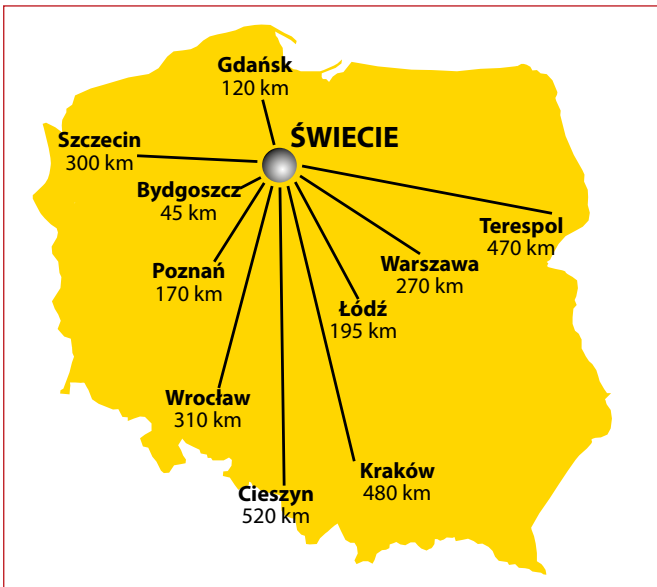 Gdańsk
120 km
ŚWIECIE
Szczecin
300 km
Bydgoszcz
45 km
Terespol
470 km
Warszawa
270 km
Poznań
170 km
Łódź
195 km
Wrocław
310 km
Kraków
480 km
Cieszyn
520 km